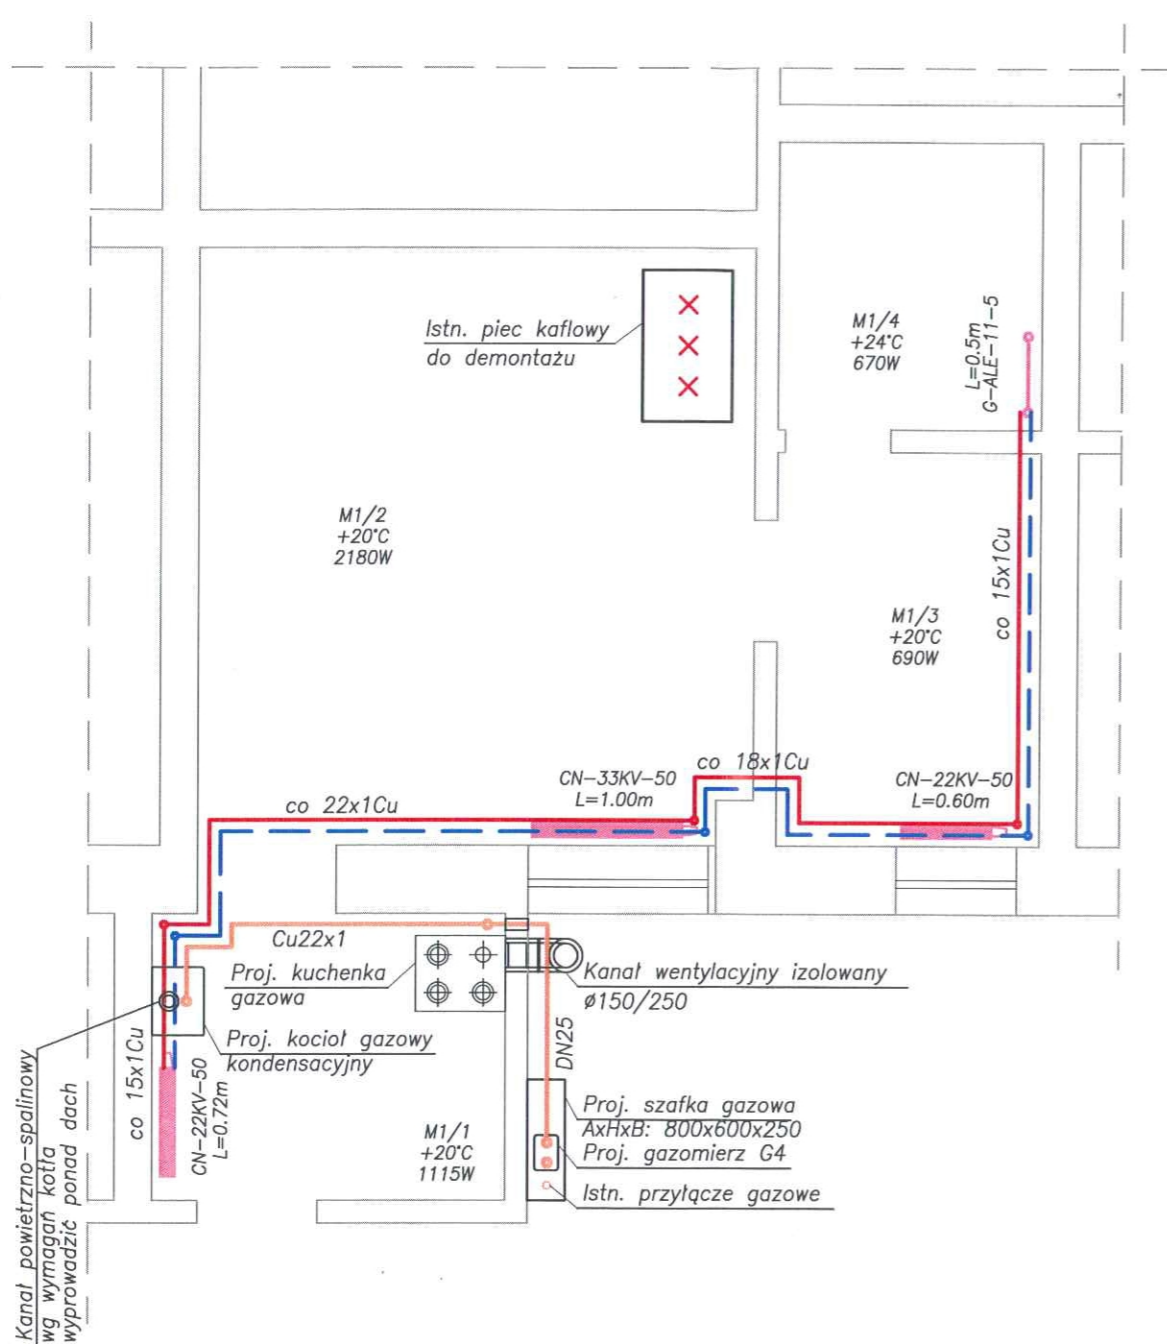 Istn. piec kaflowy
do demontażu
M1/4
+24°C
670W
L=0.5m
G-ALE-11-5
M1/2
+20°C
2180W
M1/3
+20°C
690W
co 15x1Cu
co 18x1Cu
CN-33KV-50
L=1.00m
CN-22KV-50
L=0.60m
co 22x1Cu
Cu22x1
Proj. kuchenka
gazowa
Kanał wentylacyjny izolowany
ø150/250
Proj. kocioł gazowy
kondensacyjny
DN25
co 15x1Cu
CN-22KV-50
L=0.72m
Kanał powietrzno-spalinowy
wg wymagań kotła
wyprowadzić ponad dach
M1/1
+20°C
1115W
Proj. szafka gazowa
AxHxB: 800x600x250
Proj. gazomierz G4
Istn. przyłącze gazowe